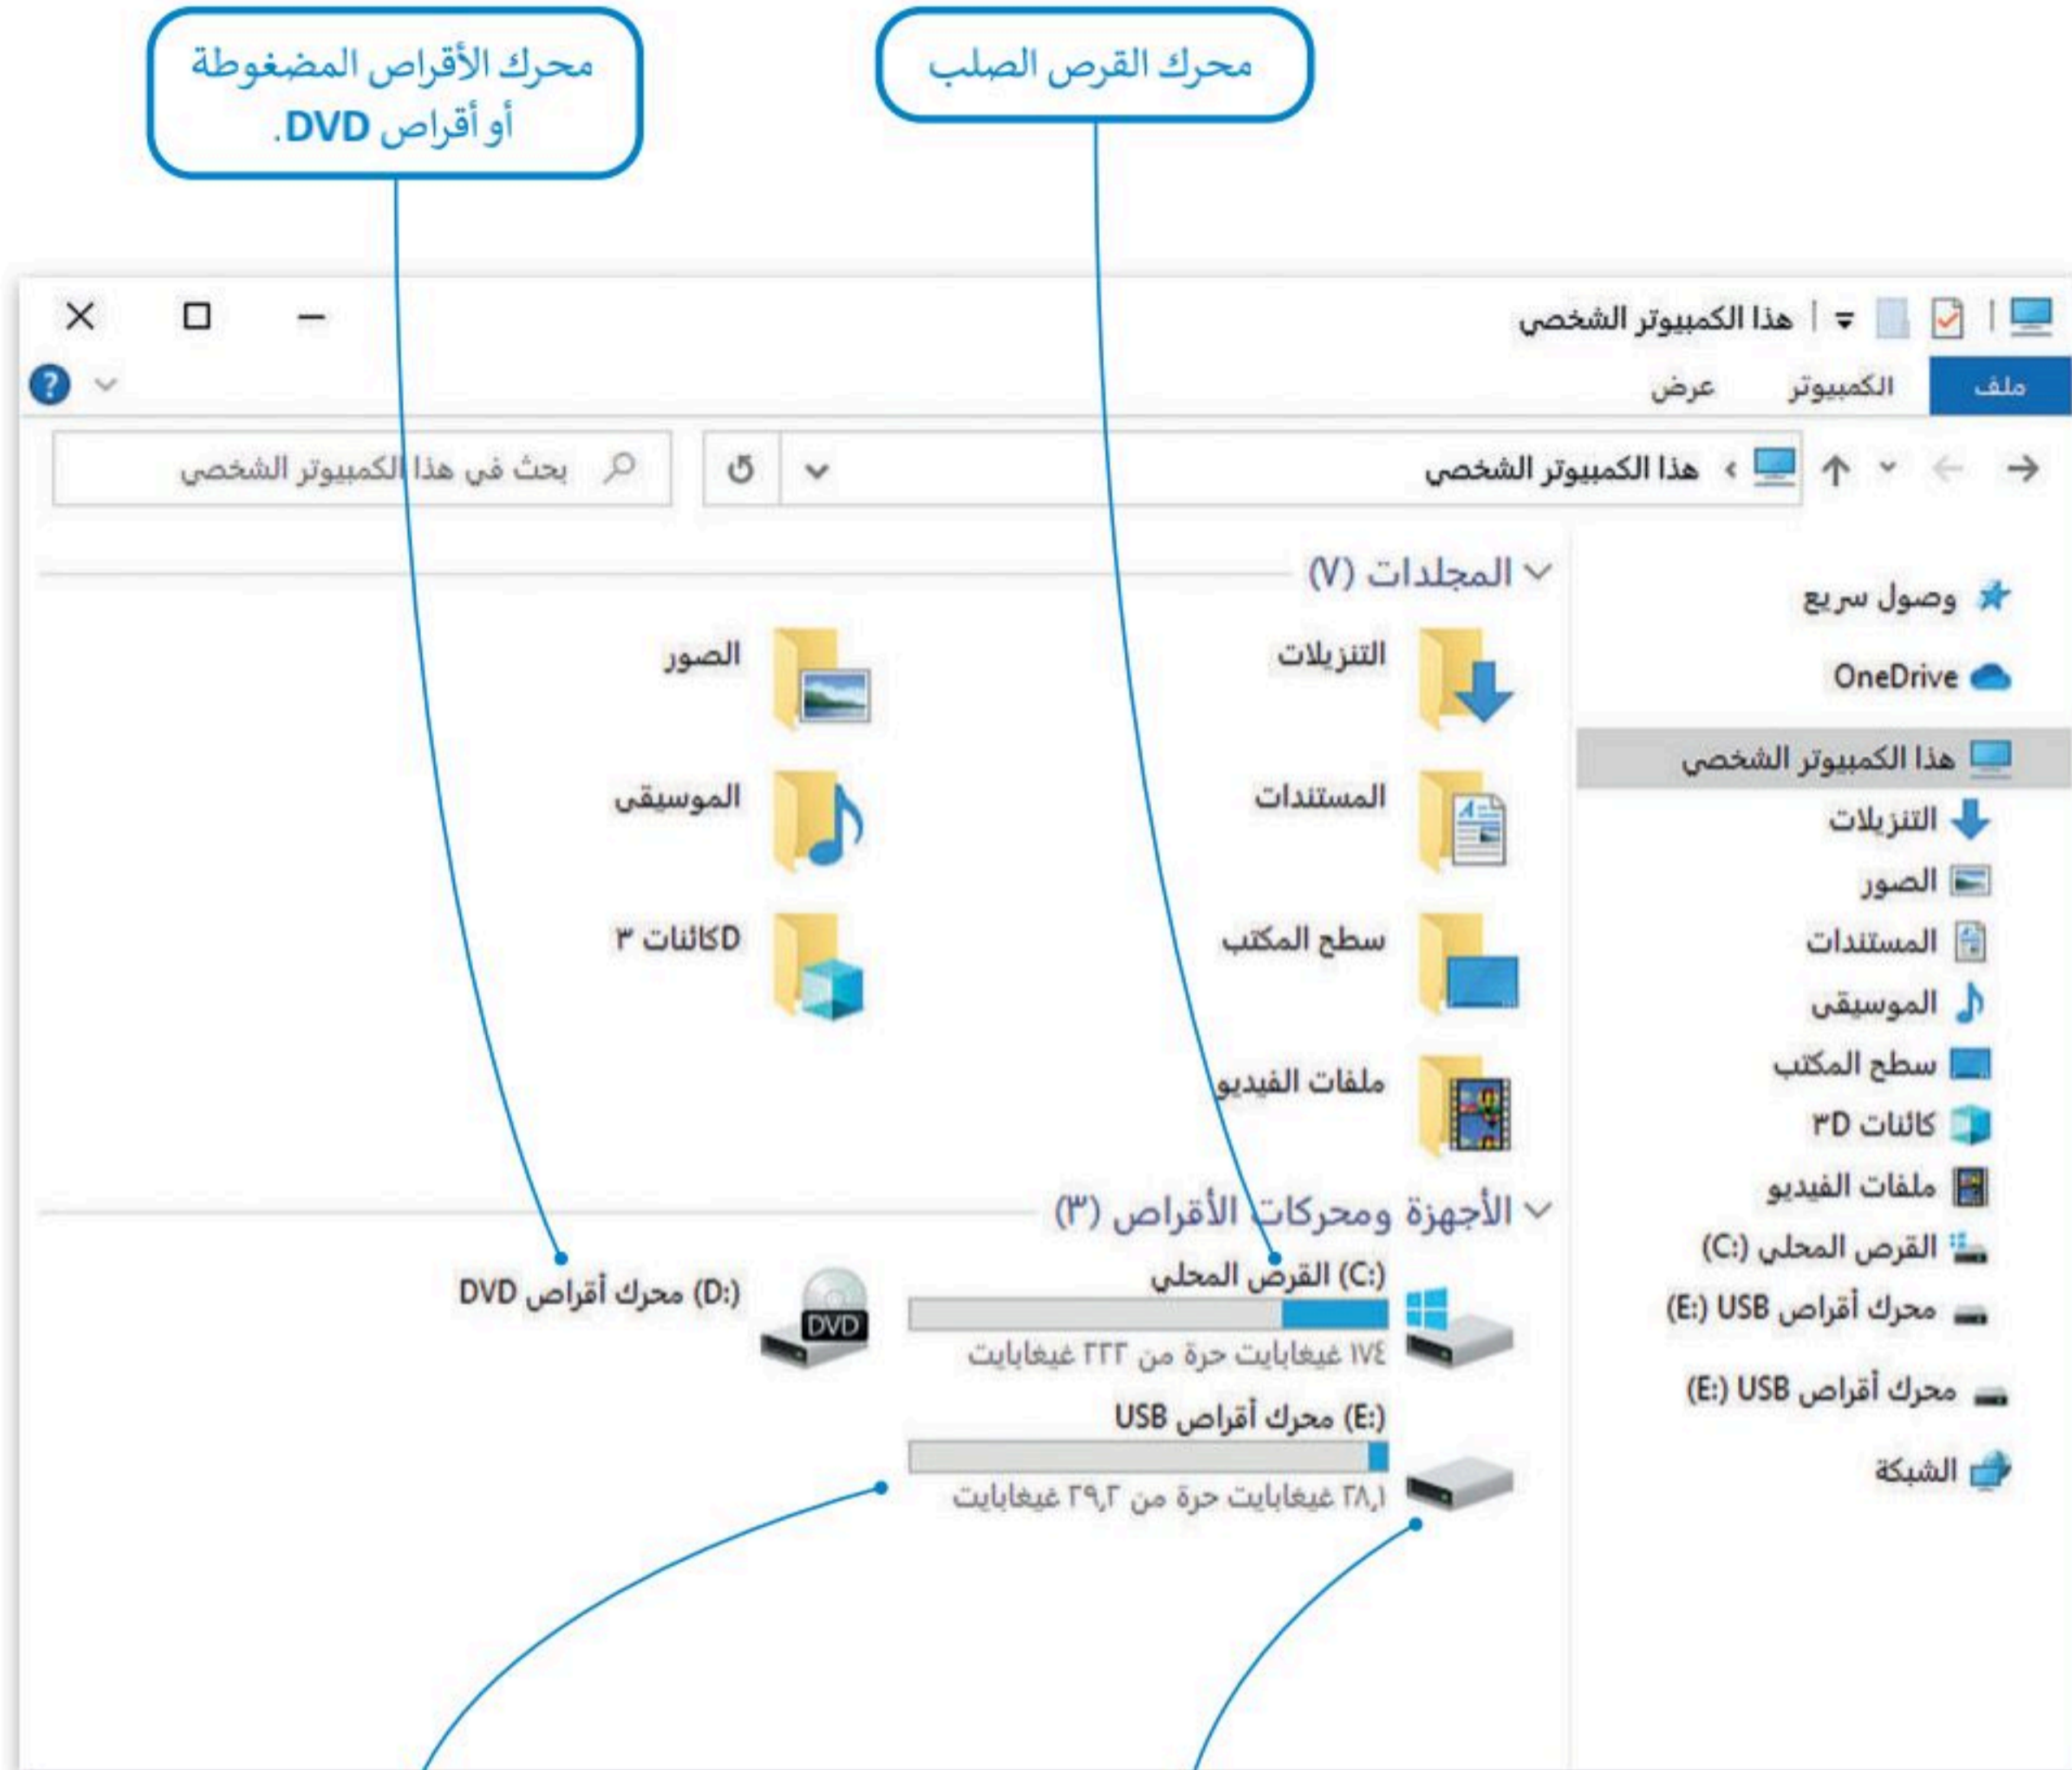 محرك القرص الصلب
محرك الأقراص المضغوطة
أو أقراص DVD.
هذا الكمبيوتر الشخصي
ملف
الكمبيوتر
عرض
هذا الكمبيوتر الشخصي
بحث في هذا الكمبيوتر الشخصي
وصول سريع
OneDrive
هذا الكمبيوتر الشخصي
التنزيلات
الصور
المستندات
الموسيقى
سطح المكتب
كائنات ٣D
ملفات الفيديو
القرص المحلي (C:)
محرك أقراص USB (E:)
محرك أقراص USB (E:)
الشبكة
المجلدات (٧)
التنزيلات
الصور
المستندات
الموسيقى
سطح المكتب
Dكائنات ٣
ملفات الفيديو
الأجهزة ومحركات الأقراص (٣)
(C:) القرص المحلي
١٧٤ غيغابايت حرة من ٢٢٢ غيغابايت
(D:) محرك أقراص DVD
DVD
(E:) محرك أقراص USB
٢٨,١ غيغابايت حرة من ٢٩,٢ غيغابايت